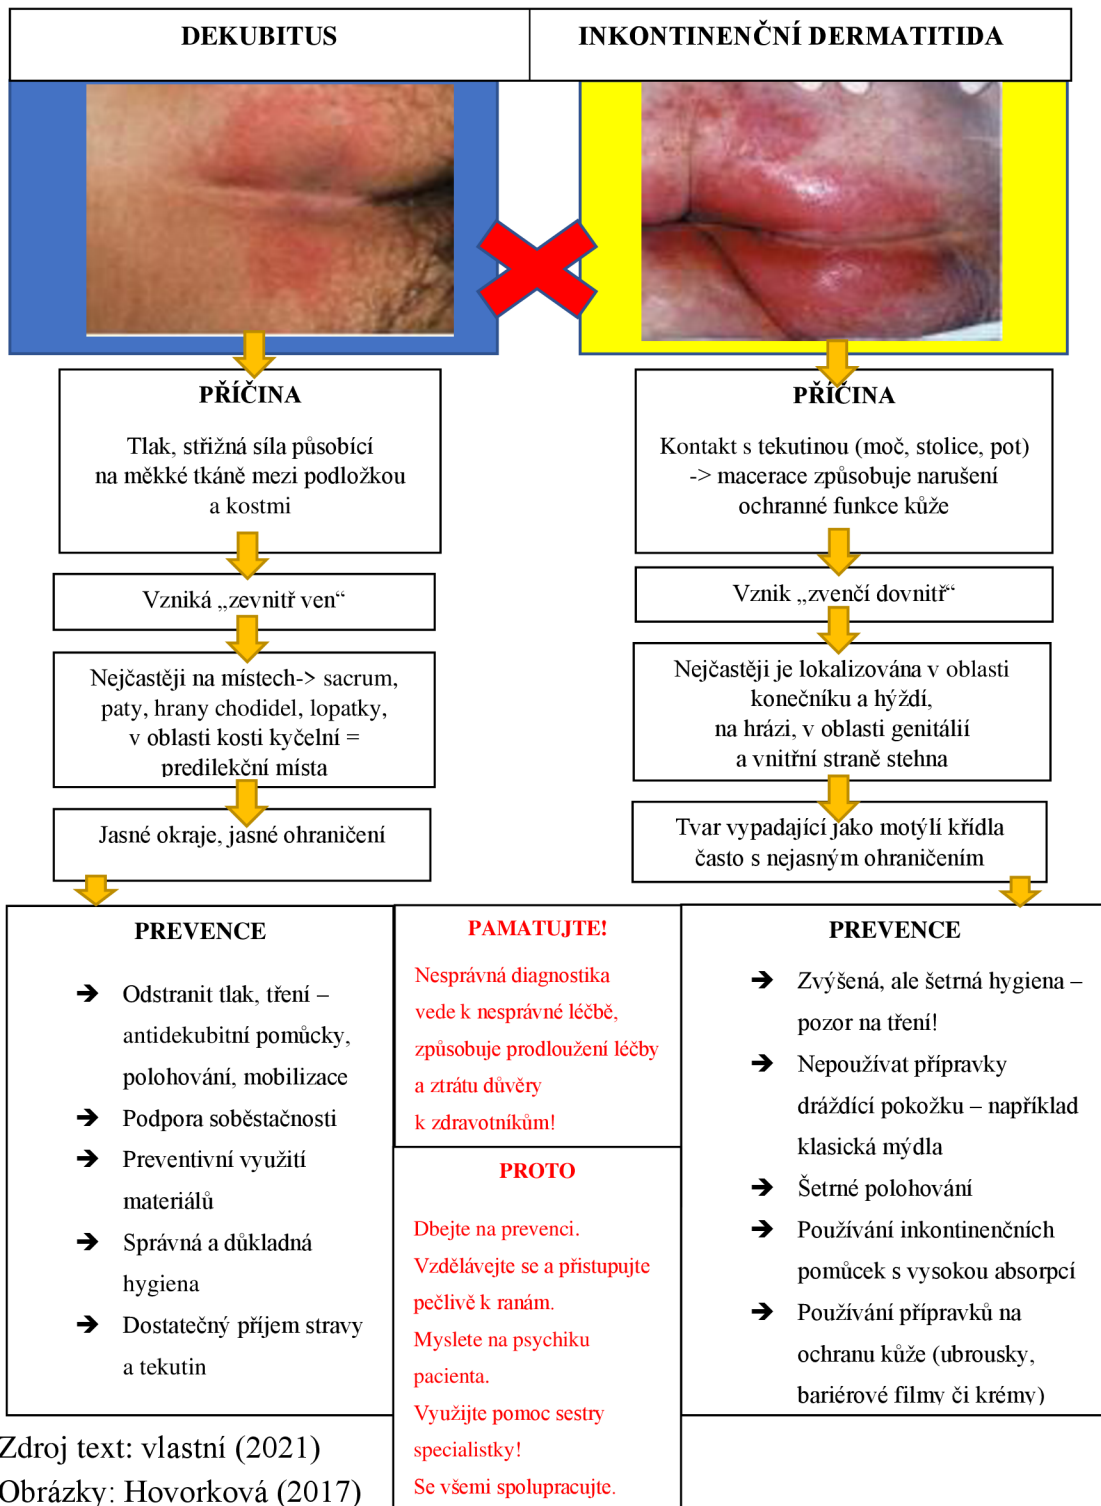 DEKUBITUS
INKONTINENČNÍ DERMATITIDA
PŘÍČINA
Tlak, střižná síla působící
na měkké tkáně mezi podložkou
a kostmi
Vzniká „zevnitř ven“
Nejčastěji na místech-> sacrum,
paty, hrany chodidel, lopatky,
v oblasti kosti kyčelní =
predilekční místa
Jasné okraje, jasné ohraničení
PŘÍČINA
Kontakt s tekutinou (moč, stolice, pot)
-> macerace způsobuje narušení
ochranné funkce kůže
Vznik „zvenčí dovnitř“
Nejčastěji je lokalizována v oblasti
konečníku a hýždí,
na hrázi, v oblasti genitálií
a vnitřní straně stehna
Tvar vypadající jako motýlí křídla
často s nejasným ohraničením
PREVENCE
➔ Odstranit tlak, tření –
antidekubitní pomůcky,
polohování, mobilizace
➔ Podpora soběstačnosti
➔ Preventivní využití
materiálů
➔ Správná a důkladná
hygiena
➔ Dostatečný příjem stravy
a tekutin
PAMATUJTE!
Nesprávná diagnostika
vede k nesprávné léčbě,
způsobuje prodloužení léčby
a ztrátu důvěry
k zdravotníkům!
PROTO
Dbejte na prevenci.
Vzdělávejte se a přistupujte
pečlivě k ranám.
Myslete na psychiku
pacienta.
Využijte pomoc sestry
specialistky!
Se všemi spolupracujte.
PREVENCE
➔ Zvýšená, ale šetrná hygiena –
pozor na tření!
➔ Nepoužívat přípravky
dráždící pokožku – například
klasická mýdla
➔ Šetrné polohování
➔ Používání inkontinenčních
pomůcek s vysokou absorpcí
➔ Používání přípravků na
ochranu kůže (ubrousky,
bariérové filmy či krémy)
Zdroj text: vlastní (2021)
Obrázky: Hovorková (2017)